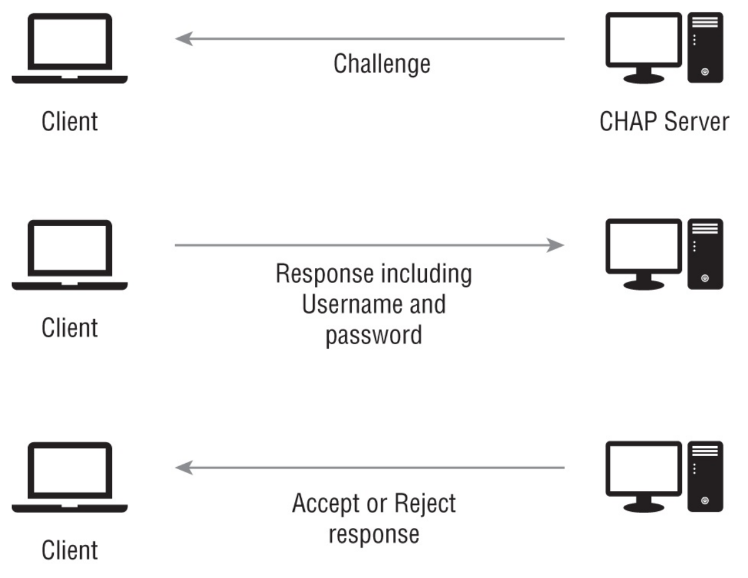 Challenge
Client
CHAP Server
Response including
Username and
password
Client
Accept or Reject
response
Client